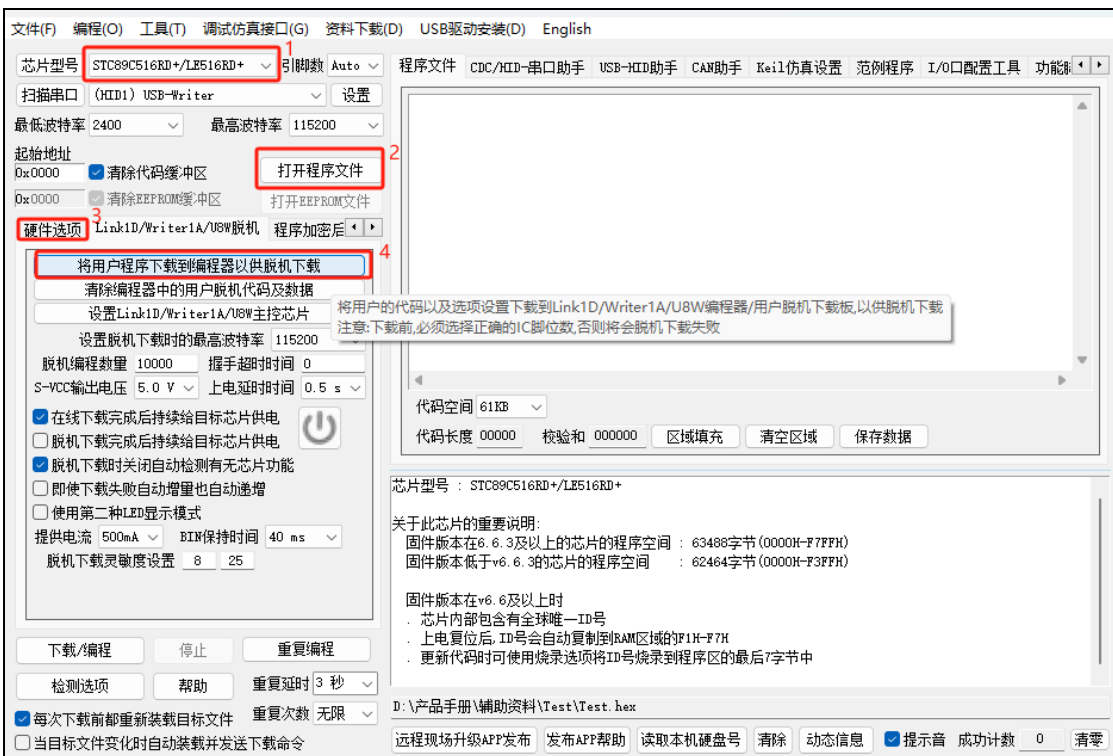 文件(F) 编程(O) 工具(T) 调试仿真接口(G) 资料下载(D) USB驱动安装(D) English
1
芯片型号 STC89C516RD+/LE516RD+ 引脚数 Auto
扫描串口 (HID1) USB-Writer 设置
最低波特率 2400 最高波特率 115200
起始地址
2
0x0000 清除代码缓冲区 打开程序文件
0x0000 清除EEPROM缓冲区 打开EEPROM文件
3
硬件选项 Link1D/Writer1A/U8W脱机 程序加密后
4
将用户程序下载到编程器以供脱机下载
清除编程器中的用户脱机代码及数据
设置Link1D/Writer1A/U8W主控芯片
设置脱机下载时的最高波特率 115200
脱机编程数量 10000 握手超时时间 0
S-VCC输出电压 5.0 V 上电延时时间 0.5 s
在线下载完成后持续给目标芯片供电
脱机下载完成后持续给目标芯片供电
脱机下载时关闭自动检测有无芯片功能
即使下载失败自动增量也自动递增
使用第二种LED显示模式
提供电流 500mA BIN保持时间 40 ms
脱机下载灵敏度设置 8 25
下载/编程 停止 重复编程
检测选项 帮助 重复延时 3 秒
每次下载前都重新装载目标文件 重复次数 无限
当目标文件变化时自动装载并发送下载命令
程序文件 CDC/HID-串口助手 USB-HID助手 CAN助手 Keil仿真设置 范例程序 I/O口配置工具 功能脚
将用户的代码以及选项设置下载到Link1D/Writer1A/U8W编程器/用户脱机下载板,以供脱机下载
注意:下载前,必须选择正确的IC脚位数,否则将会脱机下载失败
代码空间 61KB
代码长度 00000 校验和 000000 区域填充 清空区域 保存数据
芯片型号 : STC89C516RD+/LE516RD+
关于此芯片的重要说明:
固件版本在6.6.3及以上的芯片的程序空间 : 63488字节(0000H-F7FFH)
固件版本低于v6.6.3的芯片的程序空间 : 62464字节(0000H-F3FFH)
固件版本在v6.6及以上时
. 芯片内部包含有全球唯一ID号
. 上电复位后,ID号会自动复制到RAM区域的F1H-F7H
. 更新代码时可使用烧录选项将ID号烧录到程序区的最后7字节中
D:\产品手册\辅助资料\Test\Test.hex
远程现场升级APP发布 发布APP帮助 读取本机硬盘号 清除 动态信息 提示音 成功计数 0 清零